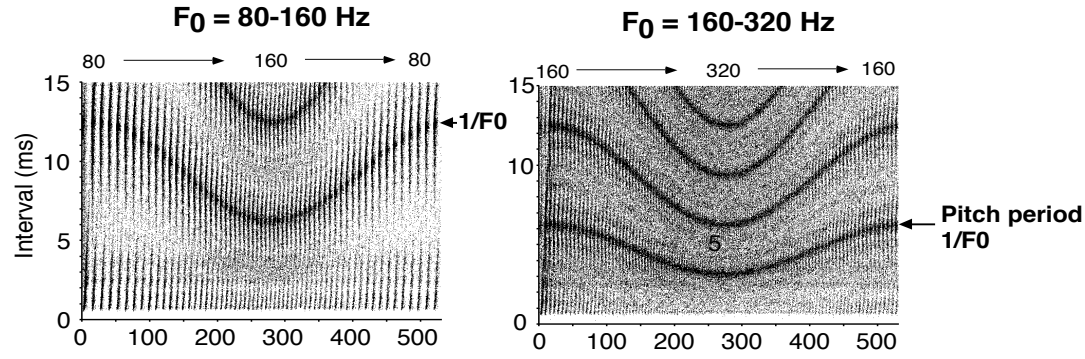 F0 = 80-160 Hz
80 160 80
15
10
5
0
Interval (ms)
1/F0
0 100 200 300 400 500
F0 = 160-320 Hz
160 320 160
15
10
5
0
Pitch period
1/F0
0 100 200 300 400 500